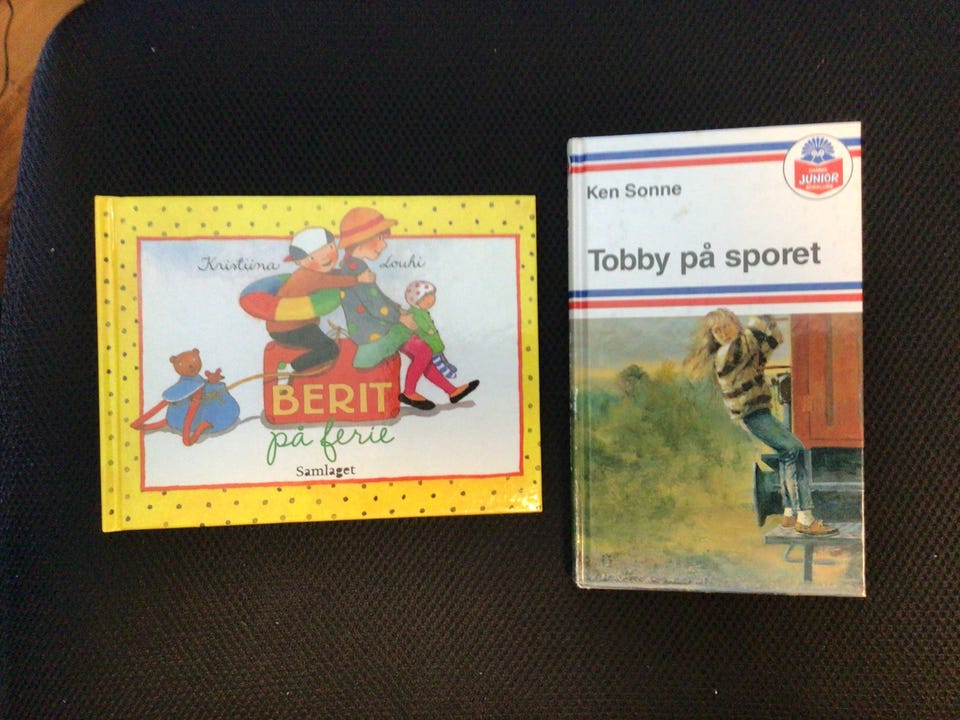 Kristiina Louhi
BERIT
på ferie
Samlaget
Ken Sonne
Tobby på sporet
JUNIOR